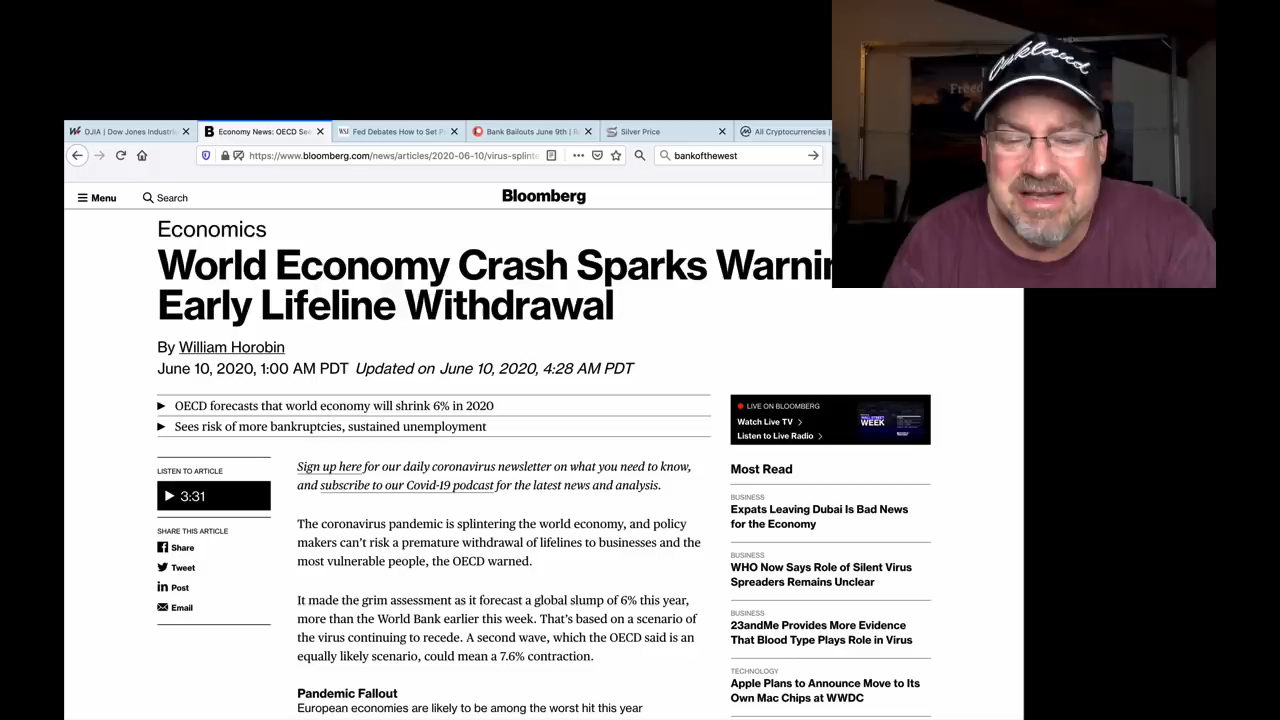 Oakland
Freed
DJIA | Dow Jones Industri
Economy News: OECD See
Fed Debates How to Set P
Bank Bailouts June 9th | R
Silver Price
All Cryptocurrencies |
https://www.bloomberg.com/news/articles/2020-06-10/virus-splinte
bankofthewest
Menu
Search
Bloomberg
Economics
World Economy Crash Sparks Warnin
Early Lifeline Withdrawal
By William Horobin
June 10, 2020, 1:00 AM PDT Updated on June 10, 2020, 4:28 AM PDT
OECD forecasts that world economy will shrink 6% in 2020
Sees risk of more bankruptcies, sustained unemployment
LISTEN TO ARTICLE
3:31
SHARE THIS ARTICLE
Share
Tweet
Post
Email
Sign up here for our daily coronavirus newsletter on what you need to know,
and subscribe to our Covid-19 podcast for the latest news and analysis.
The coronavirus pandemic is splintering the world economy, and policy
makers can't risk a premature withdrawal of lifelines to businesses and the
most vulnerable people, the OECD warned.
It made the grim assessment as it forecast a global slump of 6% this year,
more than the World Bank earlier this week. That's based on a scenario of
the virus continuing to recede. A second wave, which the OECD said is an
equally likely scenario, could mean a 7.6% contraction.
Pandemic Fallout
European economies are likely to be among the worst hit this year
LIVE ON BLOOMBERG
Watch Live TV
Listen to Live Radio
WALL STREET
WEEK
Most Read
BUSINESS
Expats Leaving Dubai Is Bad News
for the Economy
BUSINESS
WHO Now Says Role of Silent Virus
Spreaders Remains Unclear
BUSINESS
23andMe Provides More Evidence
That Blood Type Plays Role in Virus
TECHNOLOGY
Apple Plans to Announce Move to Its
Own Mac Chips at WWDC